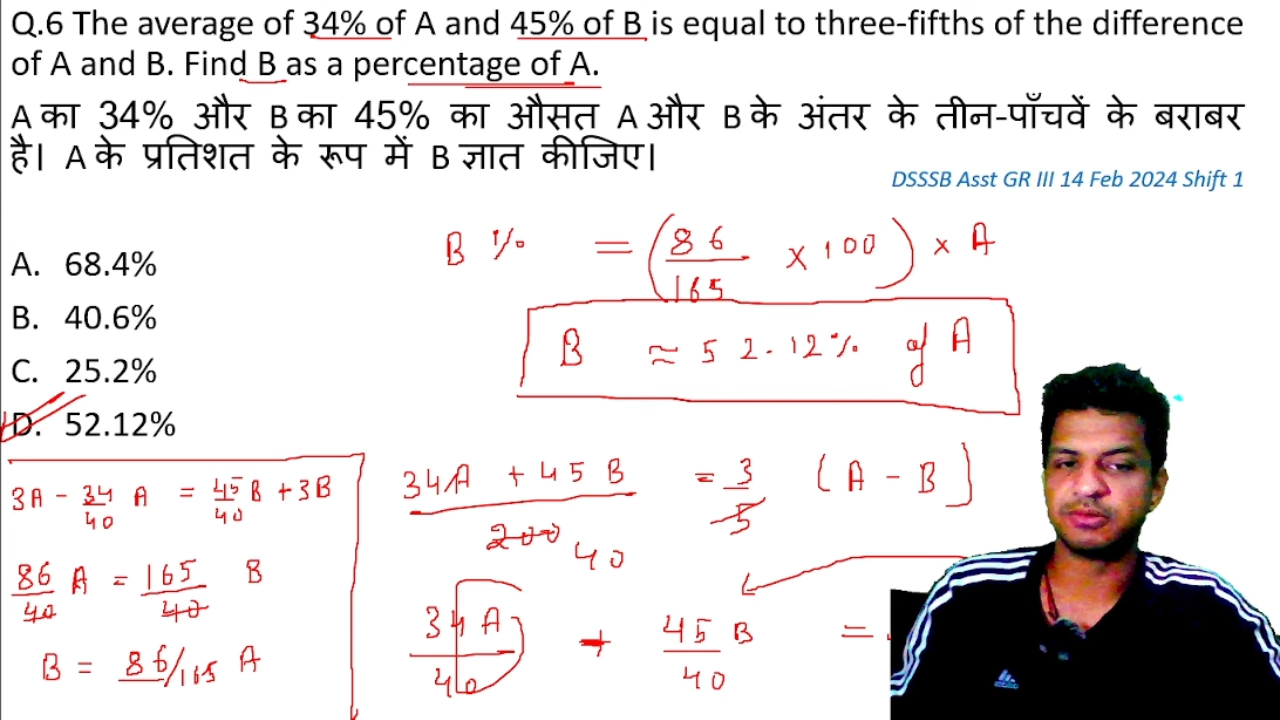 Q.6 The average of 34% of A and 45% of B is equal to three-fifths of the difference
of A and B. Find B as a percentage of A.
A का 34% और B का 45% का औसत A और B के अंतर के तीन-पाँचवें के बराबर
है। A के प्रतिशत के रूप में B ज्ञात कीजिए।
DSSSB Asst GR III 14 Feb 2024 Shift 1
B % = (86/165 × 100) × A
A. 68.4%
B. 40.6%
B ≈ 52.12% of A
C. 25.2%
D. 52.12%
3A - 34/40 A = 45/40 B + 3B
34A + 45B / 200 40 = 3/5 (A - B)
86/40 A = 165/40 B
34A/40 + 45/40 B =
B = 86/165 A